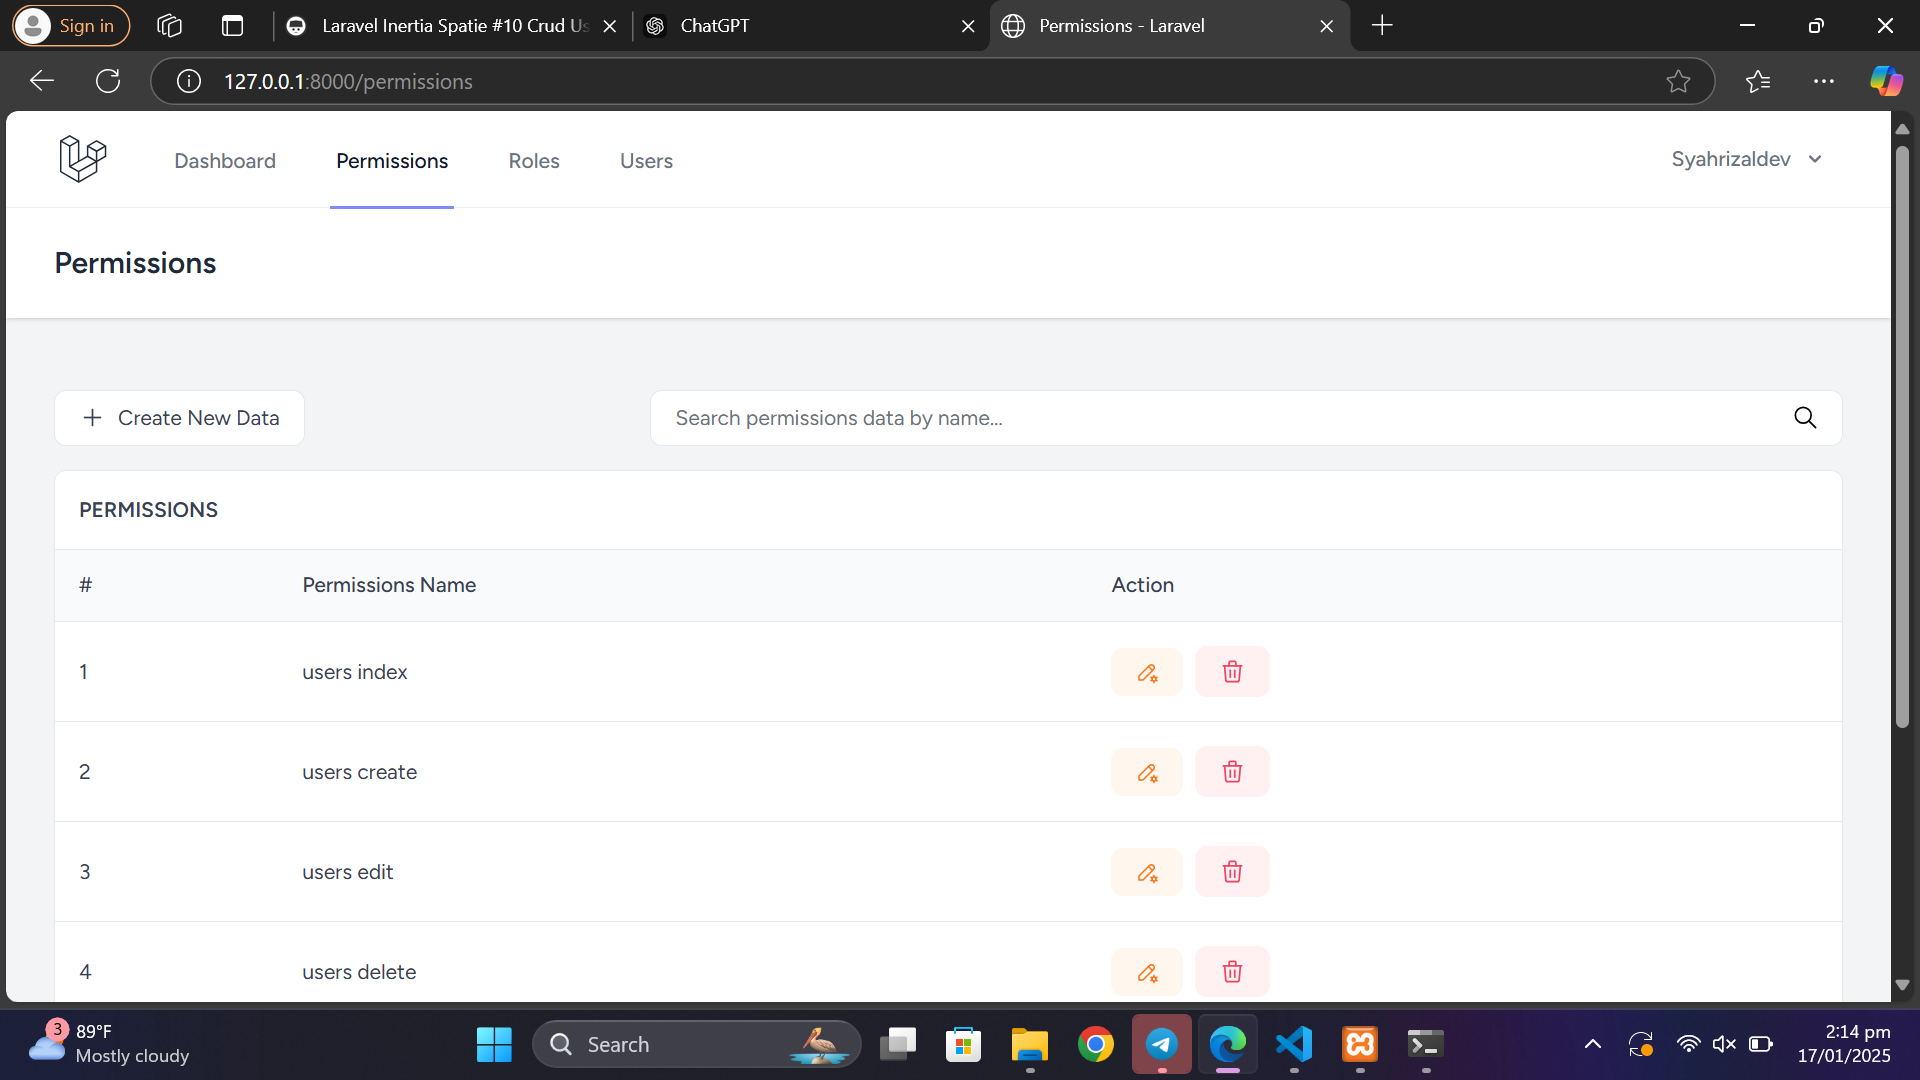 Sign in
Laravel Inertia Spatie #10 Crud Us
ChatGPT
Permissions - Laravel
127.0.0.1:8000/permissions
Dashboard
Permissions
Roles
Users
Syahrizaldev
Permissions
+ Create New Data
Search permissions data by name...
PERMISSIONS
# Permissions Name Action
1 users index
2 users create
3 users edit
4 users delete
3
89°F
Mostly cloudy
Search
2:14 pm
17/01/2025